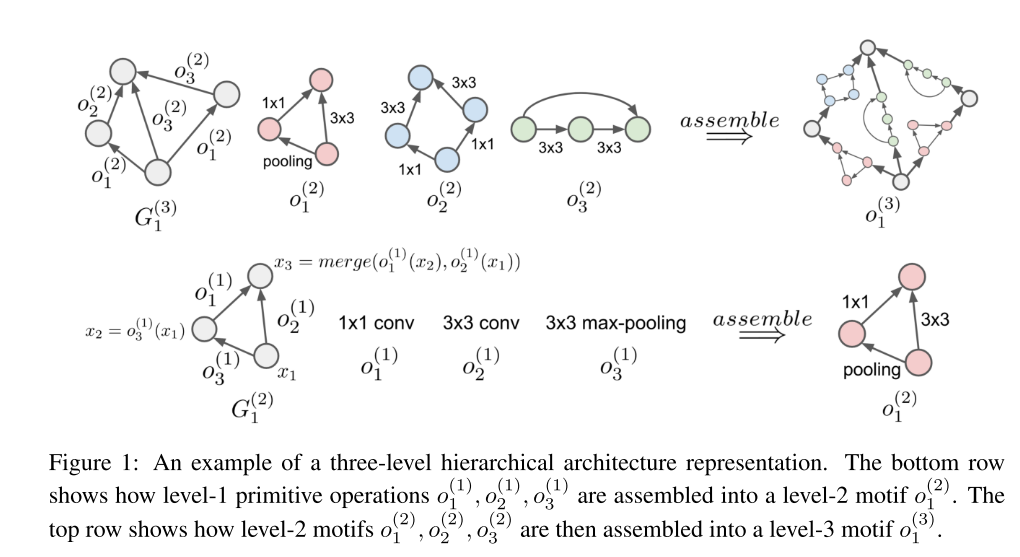 o_3^{(2)}
o_2^{(2)}
o_3^{(2)}
o_1^{(2)}
o_1^{(2)}
G_1^{(3)}
1x1
3x3
pooling
o_1^{(2)}
3x3
3x3
1x1
1x1
o_2^{(2)}
3x3 3x3
o_3^{(2)}
assemble
⟹
o_1^{(3)}
x_3 = merge(o_1^{(1)}(x_2), o_2^{(1)}(x_1))
o_1^{(1)}
o_2^{(1)}
x_2 = o_3^{(1)}(x_1)
o_3^{(1)}
x_1
G_1^{(2)}
1x1 conv 3x3 conv 3x3 max-pooling
o_1^{(1)} o_2^{(1)} o_3^{(1)}
assemble
⟹
1x1
3x3
pooling
o_1^{(2)}
Figure 1: An example of a three-level hierarchical architecture representation. The bottom row
shows how level-1 primitive operations o_1^{(1)}, o_2^{(1)}, o_3^{(1)} are assembled into a level-2 motif o_1^{(2)}. The
top row shows how level-2 motifs o_1^{(2)}, o_2^{(2)}, o_3^{(2)} are then assembled into a level-3 motif o_1^{(3)}.